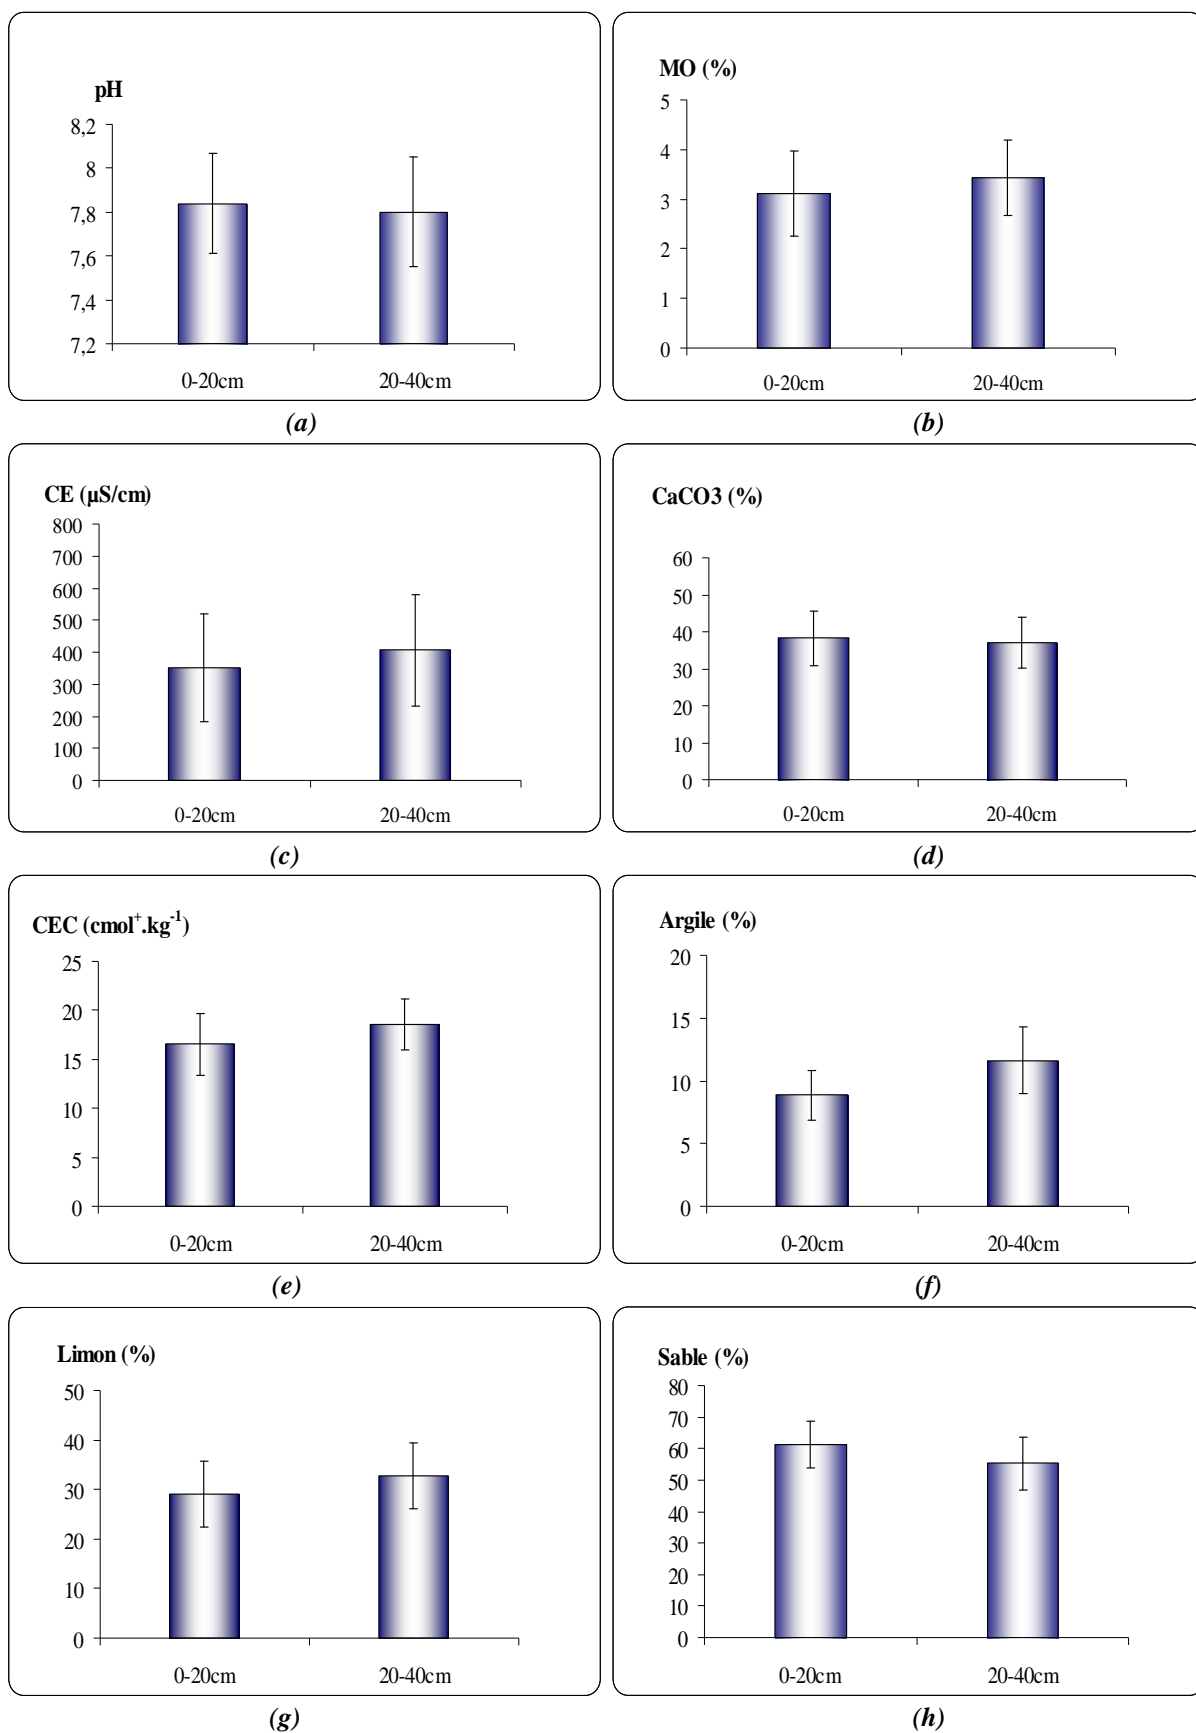 pH
8,2
8
7,8
7,6
7,4
7,2
0-20cm 20-40cm
(a)
MO (%)
5
4
3
2
1
0
0-20cm 20-40cm
(b)
CE (µS/cm)
800
700
600
500
400
300
200
100
0
0-20cm 20-40cm
(c)
CaCO3 (%)
60
50
40
30
20
10
0
0-20cm 20-40cm
(d)
CEC (cmol⁺.kg⁻¹)
25
20
15
10
5
0
0-20cm 20-40cm
(e)
Argile (%)
20
15
10
5
0
0-20cm 20-40cm
(f)
Limon (%)
50
40
30
20
10
0
0-20cm 20-40cm
(g)
Sable (%)
80
70
60
50
40
30
20
10
0
0-20cm 20-40cm
(h)